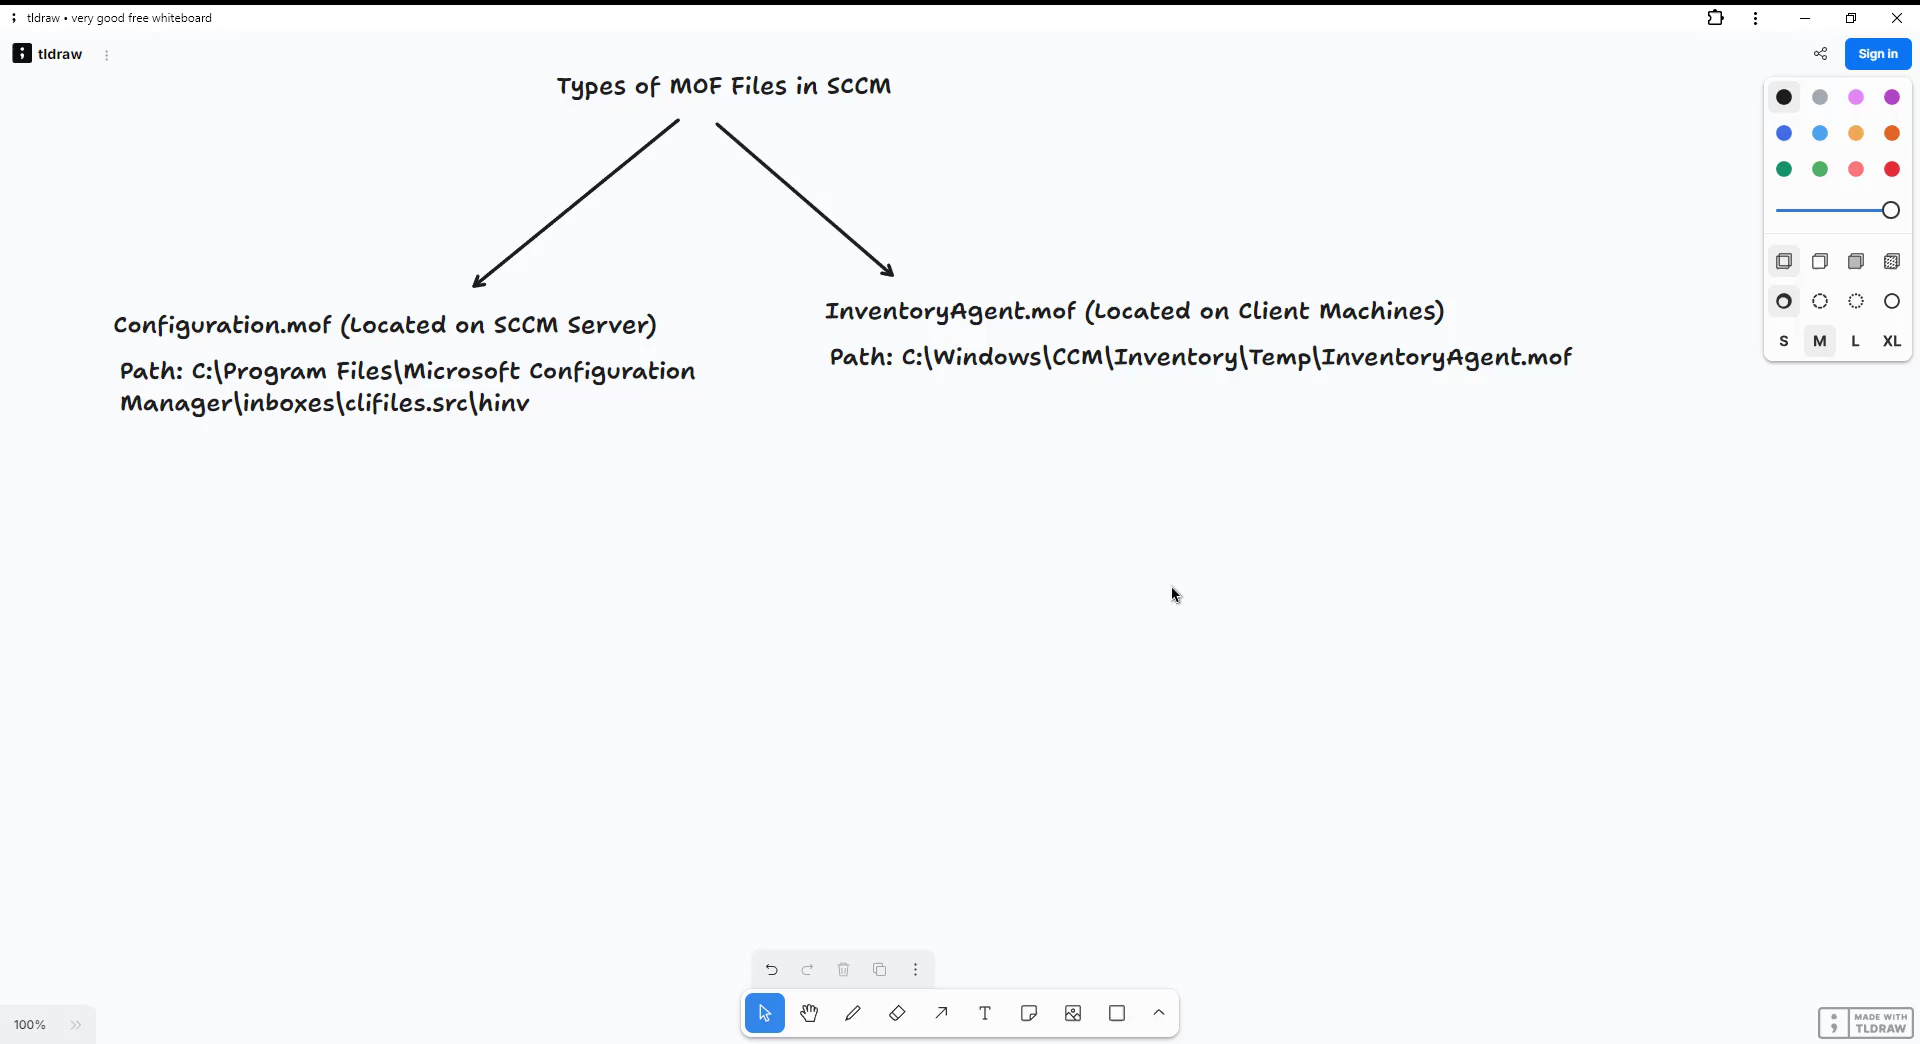 tldraw • very good free whiteboard
tldraw
Sign in
Types of MOF Files in SCCM
Configuration.mof (Located on SCCM Server)
Path: C:\Program Files\Microsoft Configuration
Manager\inboxes\clifiles.src\hinv
InventoryAgent.mof (Located on Client Machines)
Path: C:\Windows\CCM\Inventory\Temp\InventoryAgent.mof
S M L XL
T
100%
MADE WITH
TLDRAW